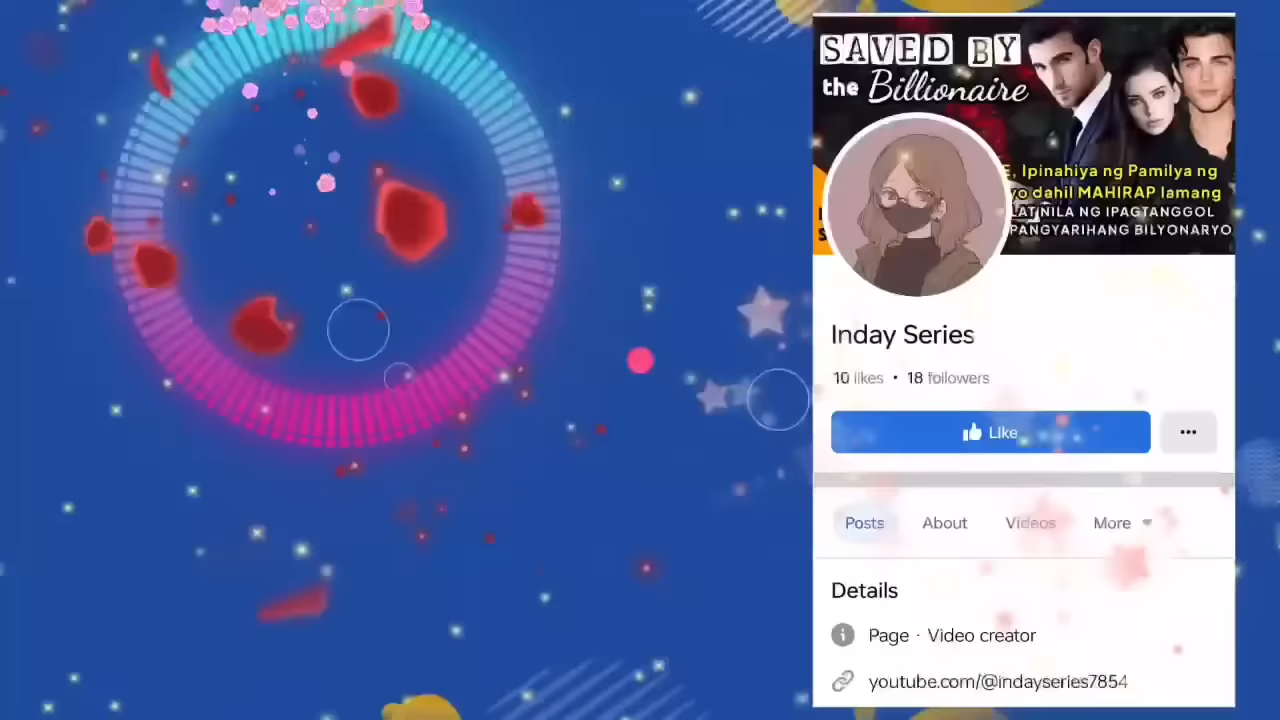 SAVED BY
the Billionaire
, Ipinahiya ng Pamilya ng
yo dahil MAHIRAP lamang
NILA NG IPAGTANGGOL
PANGYARIHANG BILYONARYO
Inday Series
10 likes • 18 followers
Like
Posts About Videos More
Details
Page · Video creator
youtube.com/@indayseries7854